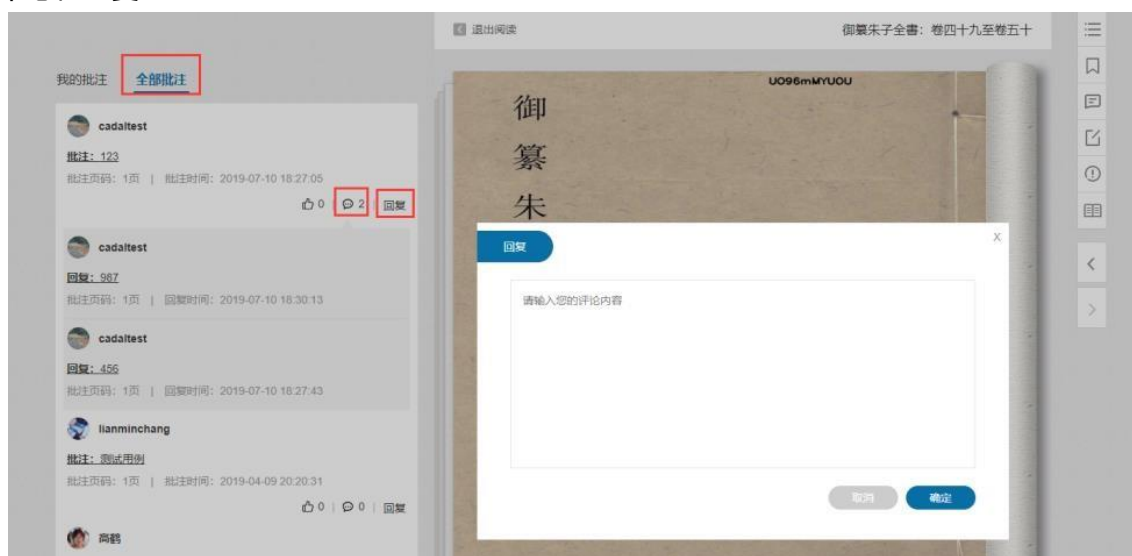 退出阅读
御纂朱子全書：卷四十九至卷五十
我的批注 全部批注
cadaltest
批注：123
批注页码：1页 | 批注时间：2019-07-10 18:27:05
0 | 2 | 回复
cadaltest
回复：987
批注页码：1页 | 回复时间：2019-07-10 18:30:13
cadaltest
回复：456
批注页码：1页 | 回复时间：2019-07-10 18:27:43
lianminchang
批注：测试用例
批注页码：1页 | 批注时间：2019-04-09 20:20:31
0 | 0 | 回复
高鹤
UO96mMYUOU
御
纂
朱
回复
X
请输入您的评论内容
取消 确定